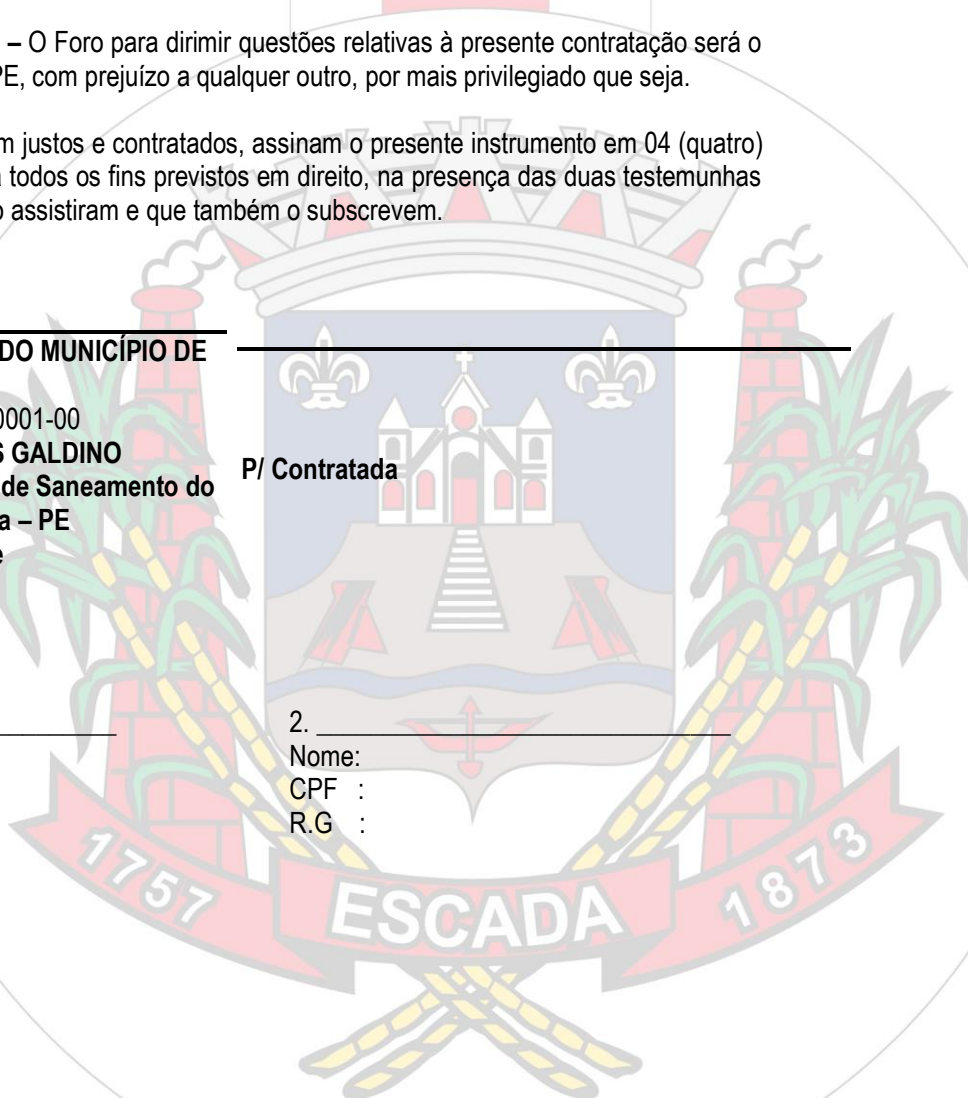 – O Foro para dirimir questões relativas à presente contratação será o
PE, com prejuízo a qualquer outro, por mais privilegiado que seja.
m justos e contratados, assinam o presente instrumento em 04 (quatro)
a todos os fins previstos em direito, na presença das duas testemunhas
o assistiram e que também o subscrevem.
DO MUNICÍPIO DE
0001-00
S GALDINO
de Saneamento do
a – PE
e
P/ Contratada
2. ______________________________
Nome:
CPF :
R.G :
1757
ESCADA
1873